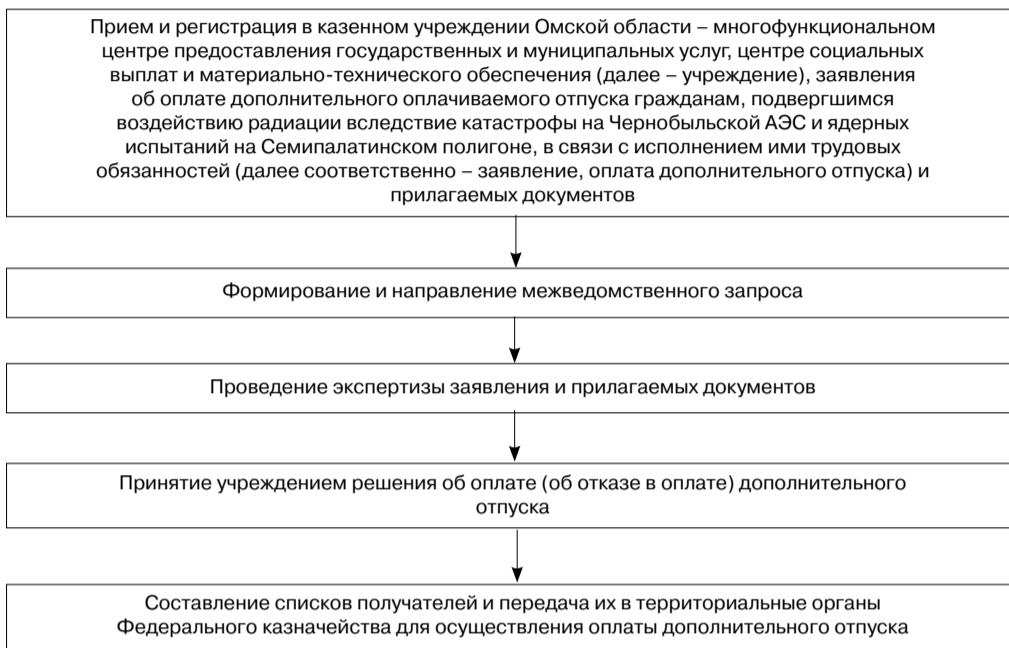 Прием и регистрация в казенном учреждении Омской области – многофункциональном
центре предоставления государственных и муниципальных услуг, центре социальных
выплат и материально-технического обеспечения (далее – учреждение), заявления
об оплате дополнительного оплачиваемого отпуска гражданам, подвергшимся
воздействию радиации вследствие катастрофы на Чернобыльской АЭС и ядерных
испытаний на Семипалатинском полигоне, в связи с исполнением ими трудовых
обязанностей (далее соответственно – заявление, оплата дополнительного отпуска) и
прилагаемых документов
Формирование и направление межведомственного запроса
Проведение экспертизы заявления и прилагаемых документов
Принятие учреждением решения об оплате (об отказе в оплате) дополнительного
отпуска
Составление списков получателей и передача их в территориальные органы
Федерального казначейства для осуществления оплаты дополнительного отпуска